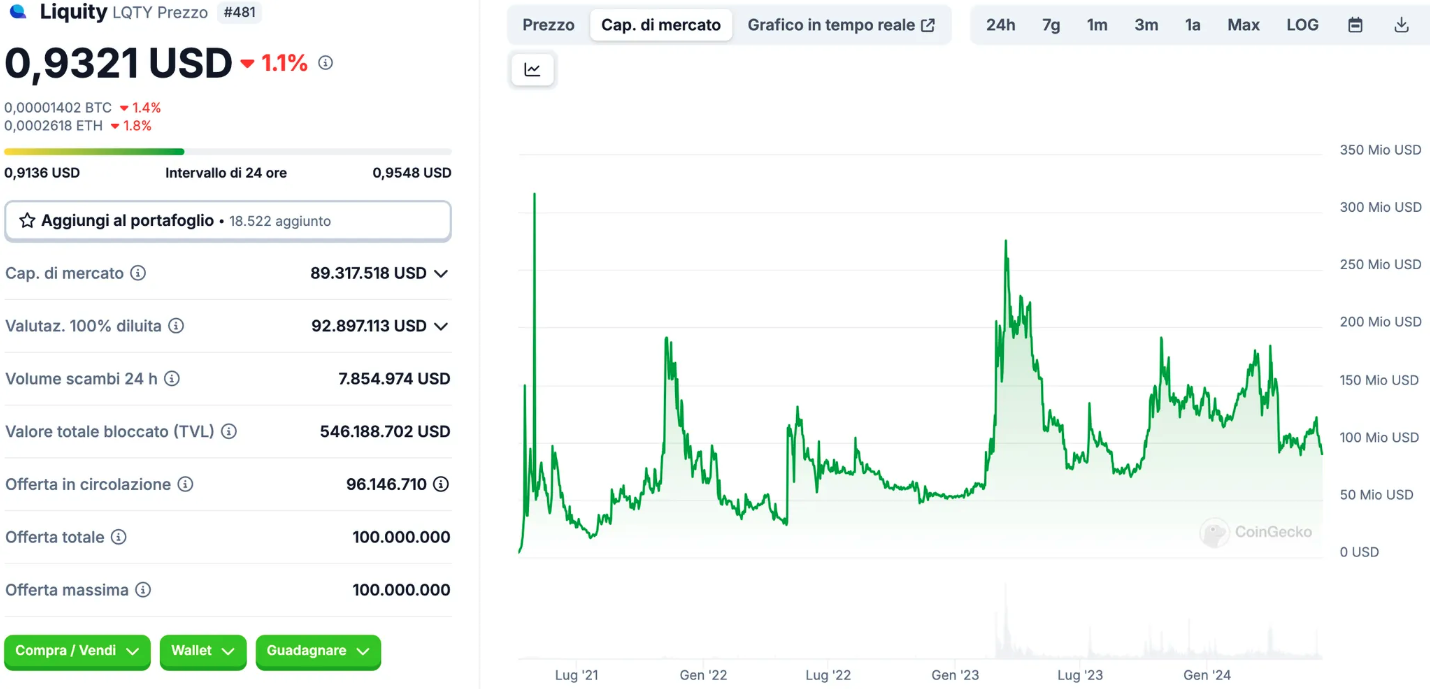 Liquity LQTY Prezzo #481
0,9321 USD 1.1%
0,00001402 BTC 1.4%
0,0002618 ETH 1.8%
0,9136 USD Intervallo di 24 ore 0,9548 USD
Aggiungi al portafoglio • 18.522 aggiunto
Cap. di mercato 89.317.518 USD
Valutaz. 100% diluita 92.897.113 USD
Volume scambi 24 h 7.854.974 USD
Valore totale bloccato (TVL) 546.188.702 USD
Offerta in circolazione 96.146.710
Offerta totale 100.000.000
Offerta massima 100.000.000
Compra / Vendi Wallet Guadagnare
Prezzo Cap. di mercato Grafico in tempo reale 24h 7g 1m 3m 1a Max LOG
350 Mio USD
300 Mio USD
250 Mio USD
200 Mio USD
150 Mio USD
100 Mio USD
50 Mio USD
CoinGecko
0 USD
Lug '21 Gen '22 Lug '22 Gen '23 Lug '23 Gen '24